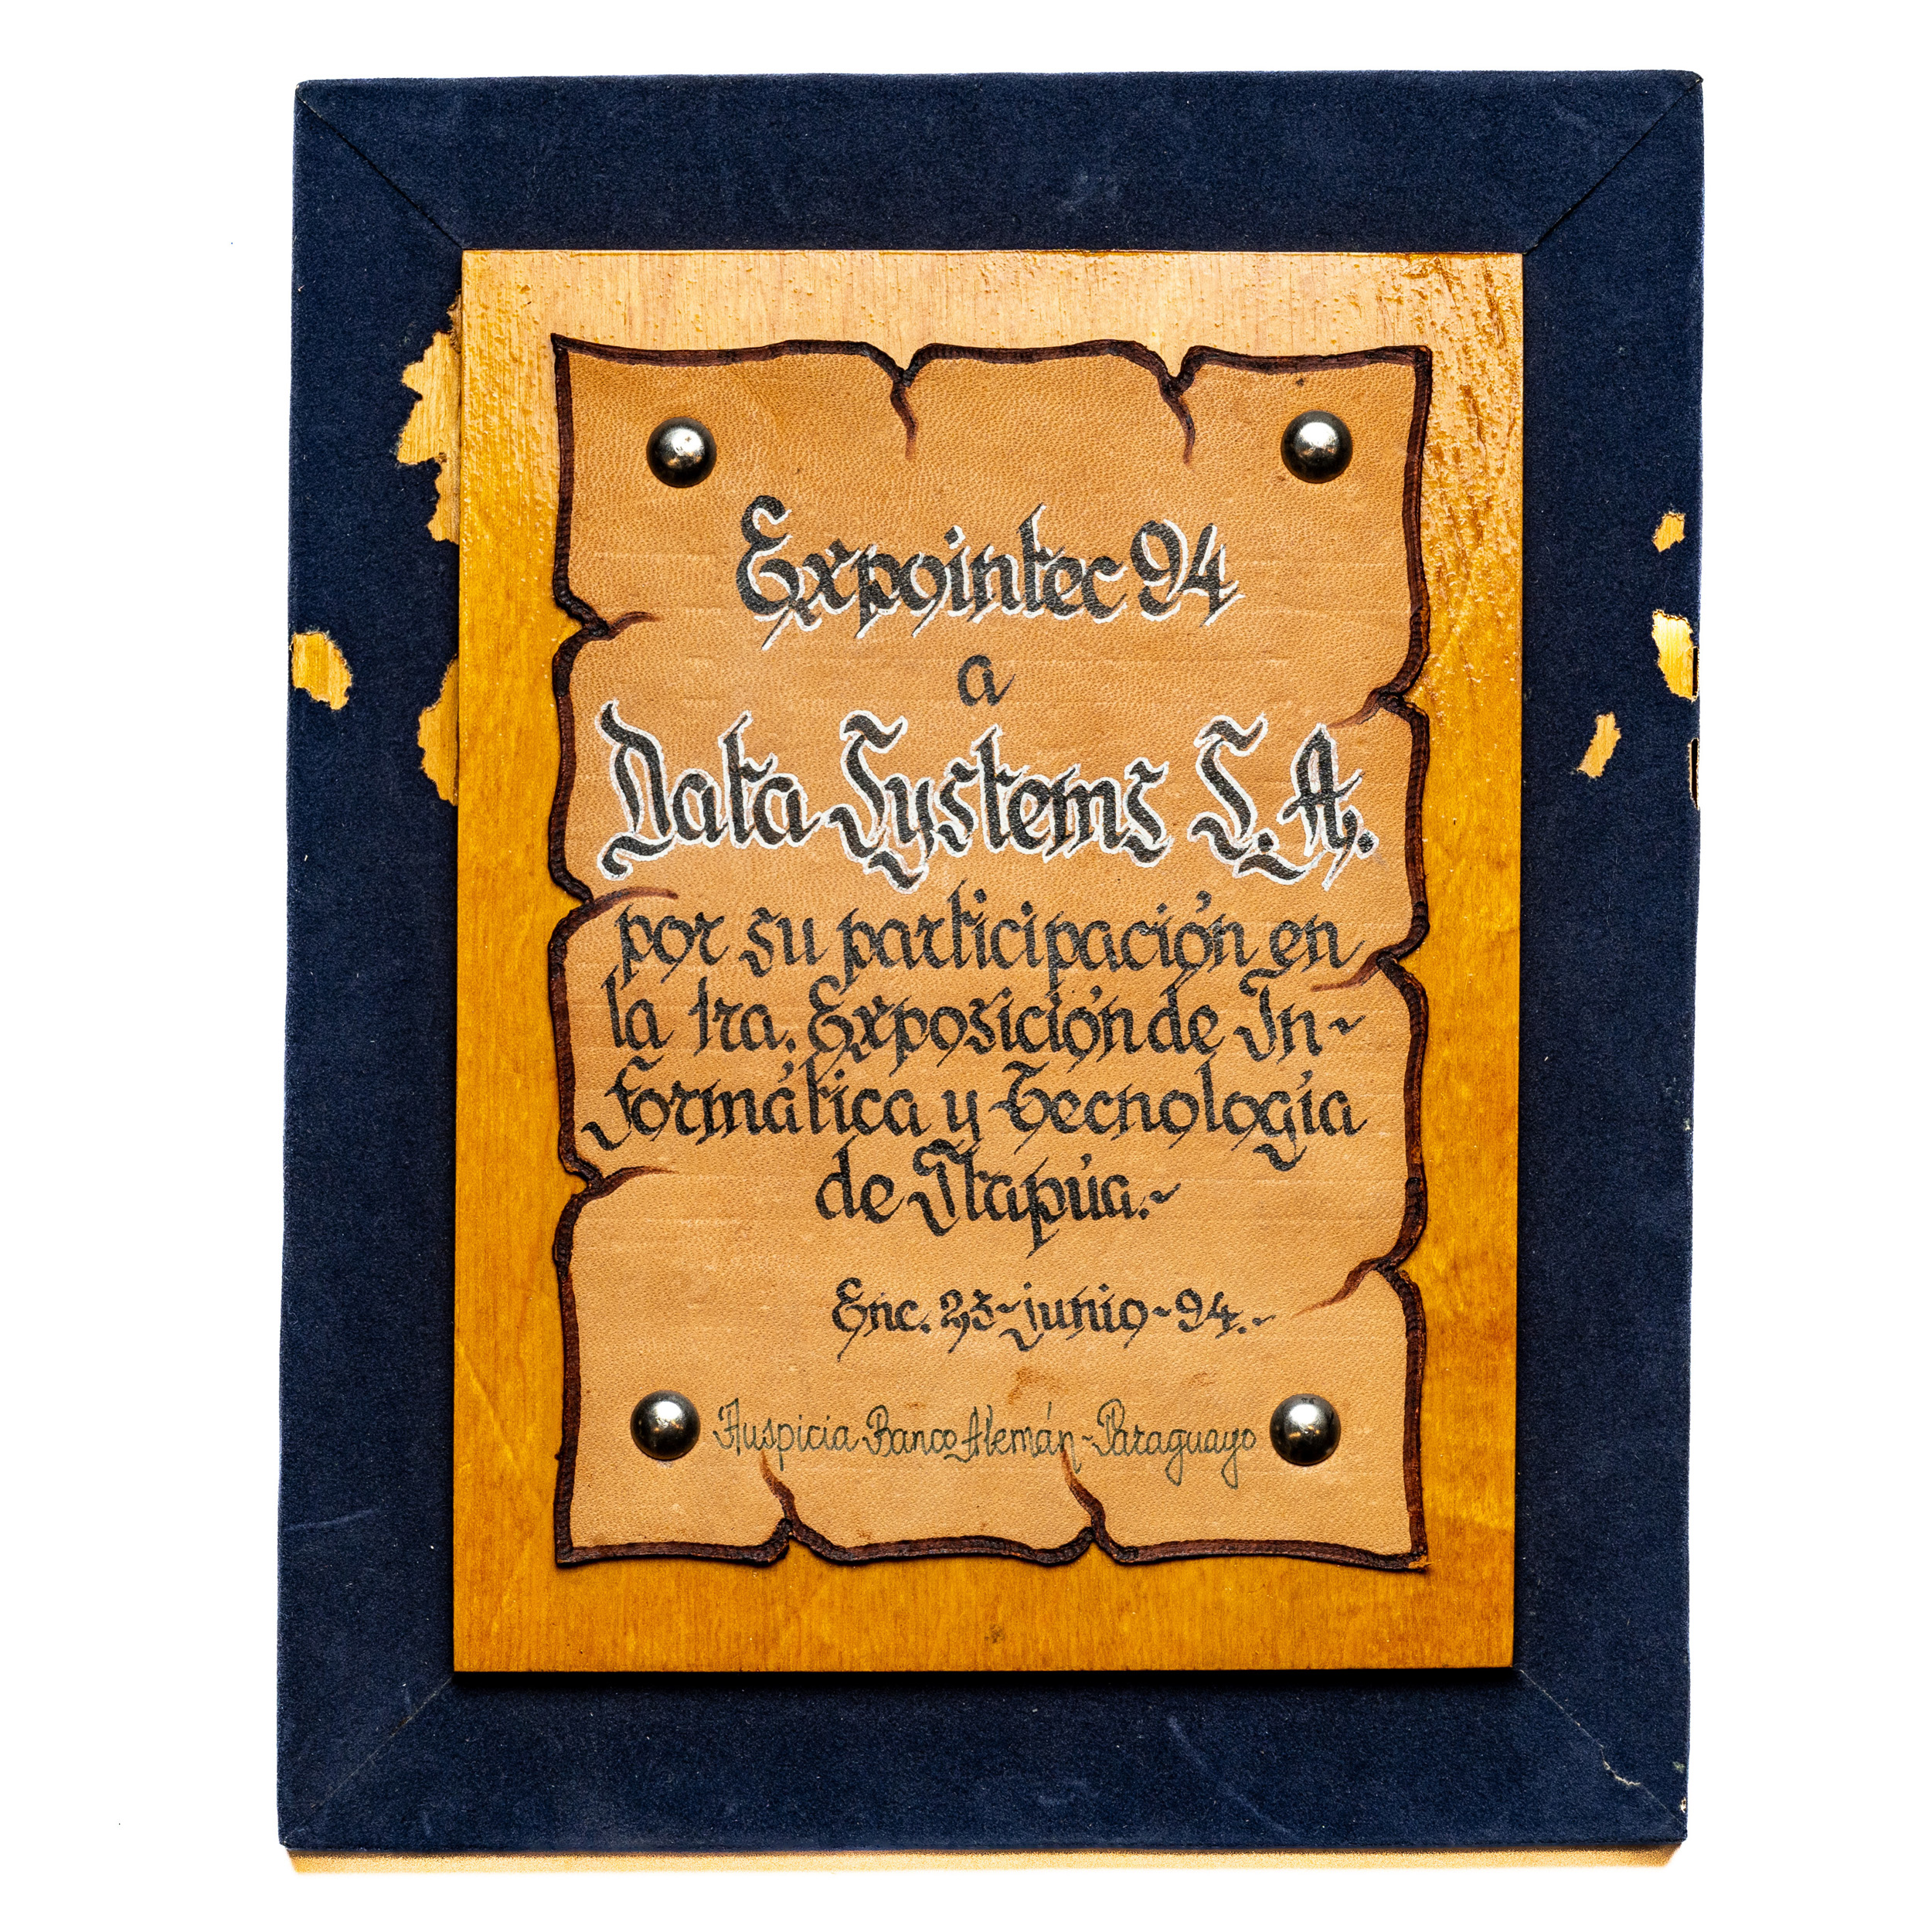 Expointec 94
a
Data Systems S.A.
por su participación en
la 1ra. Exposición de In-
formática y Tecnología
de Itapúa.-
Enc. 23-junio-94.-
Auspicia Banco Alemán-Paraguayo